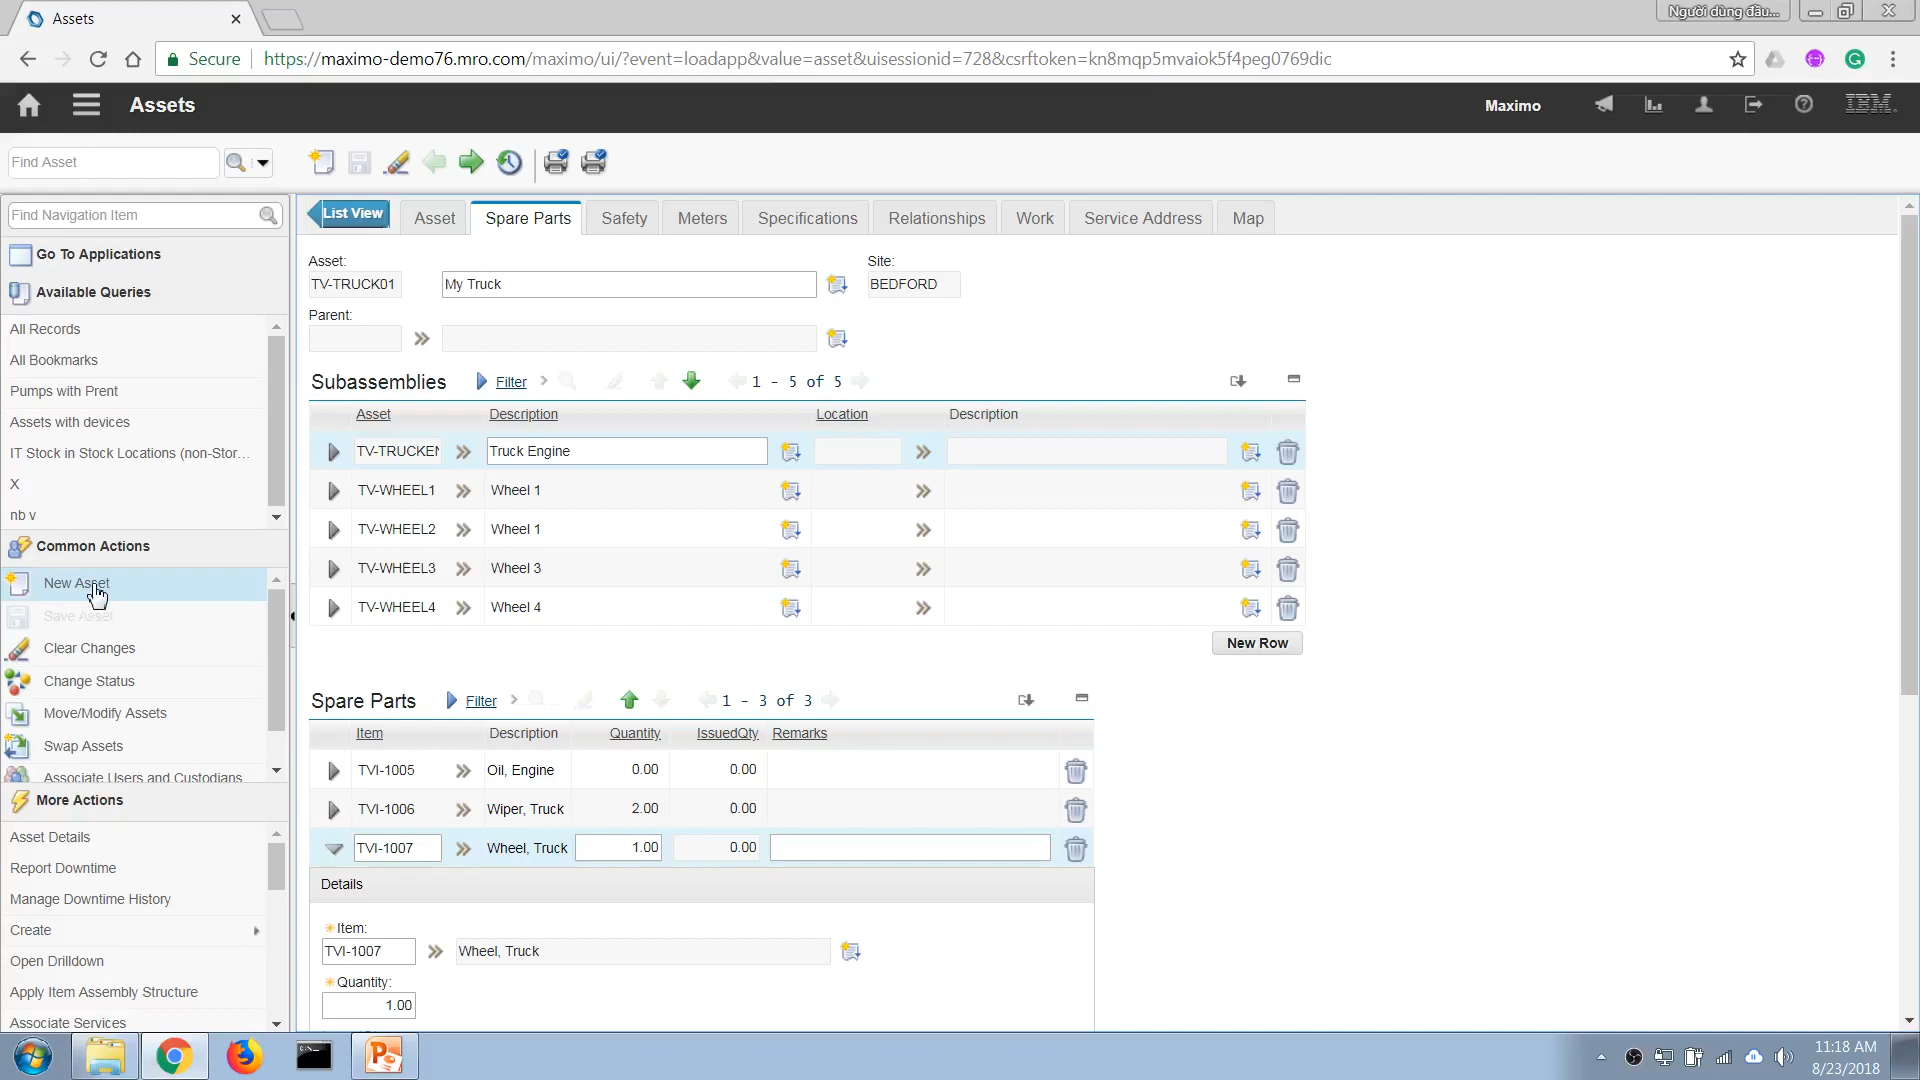 Assets
Người dùng đầu...
Secure
https://maximo-demo76.mro.com/maximo/ui/?event=loadapp&value=asset&uisessionid=728&csrftoken=kn8mqp5mvaiok5f4peg0769dic
Assets
Maximo
IBM.
Find Asset
Find Navigation Item
List View
Asset
Spare Parts
Safety
Meters
Specifications
Relationships
Work
Service Address
Map
Go To Applications
Available Queries
All Records
All Bookmarks
Pumps with Prent
Assets with devices
IT Stock in Stock Locations (non-Stor...
X
nb v
Common Actions
New Asset
Save Asset
Clear Changes
Change Status
Move/Modify Assets
Swap Assets
Associate Users and Custodians
More Actions
Asset Details
Report Downtime
Manage Downtime History
Create
Open Drilldown
Apply Item Assembly Structure
Associate Services
Asset:
TV-TRUCK01
My Truck
Site:
BEDFORD
Parent:
Subassemblies
Filter
1 - 5 of 5
Asset
Description
Location
Description
TV-TRUCKEN
Truck Engine
TV-WHEEL1
Wheel 1
TV-WHEEL2
Wheel 1
TV-WHEEL3
Wheel 3
TV-WHEEL4
Wheel 4
New Row
Spare Parts
Filter
1 - 3 of 3
Item
Description
Quantity
IssuedQty
Remarks
TVI-1005
Oil, Engine
0.00
0.00
TVI-1006
Wiper, Truck
2.00
0.00
TVI-1007
Wheel, Truck
1.00
0.00
Details
Item:
TVI-1007
Wheel, Truck
Quantity:
1.00
11:18 AM
8/23/2018